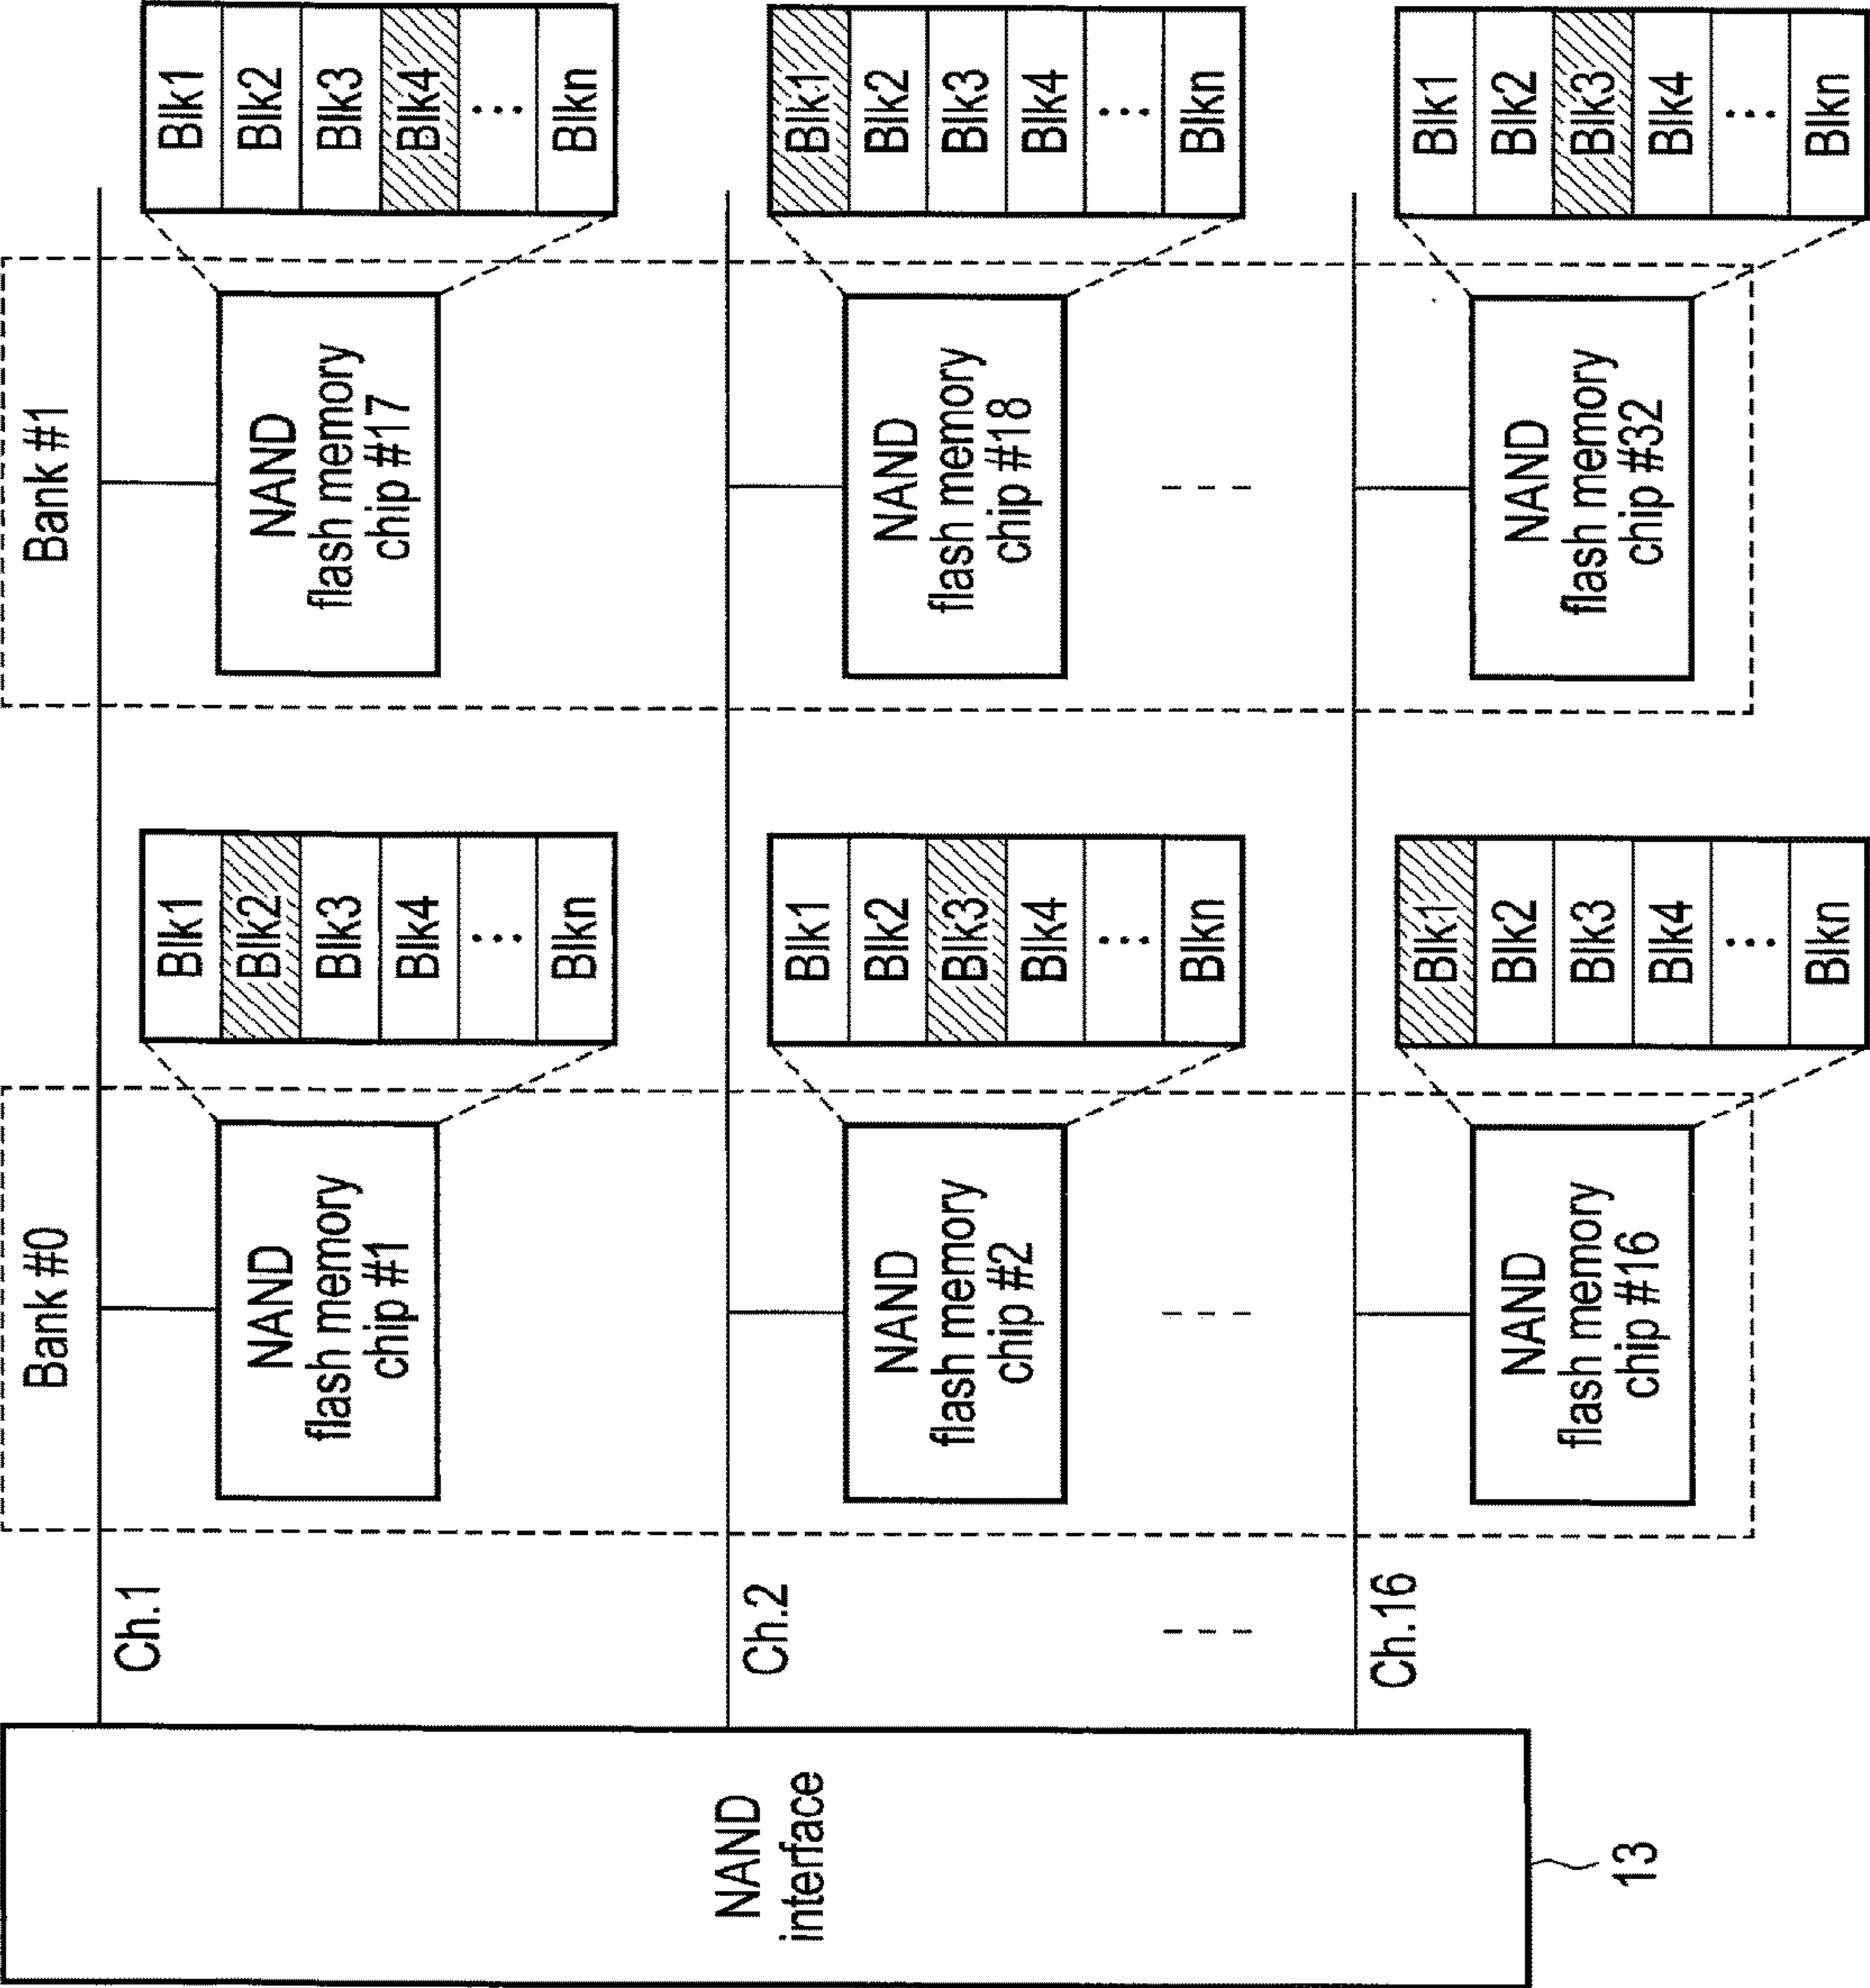 Bank #0
Bank #1
Ch.1
NAND
flash memory
chip #1
Blk1
Blk2
Blk3
Blk4
⋮
Blkn
NAND
flash memory
chip #17
Blk1
Blk2
Blk3
Blk4
⋮
Blkn
NAND
interface
Ch.2
NAND
flash memory
chip #2
Blk1
Blk2
Blk3
Blk4
⋮
Blkn
NAND
flash memory
chip #18
Blk1
Blk2
Blk3
Blk4
⋮
Blkn
Ch.16
NAND
flash memory
chip #16
Blk1
Blk2
Blk3
Blk4
⋮
Blkn
NAND
flash memory
chip #32
Blk1
Blk2
Blk3
Blk4
⋮
Blkn
13